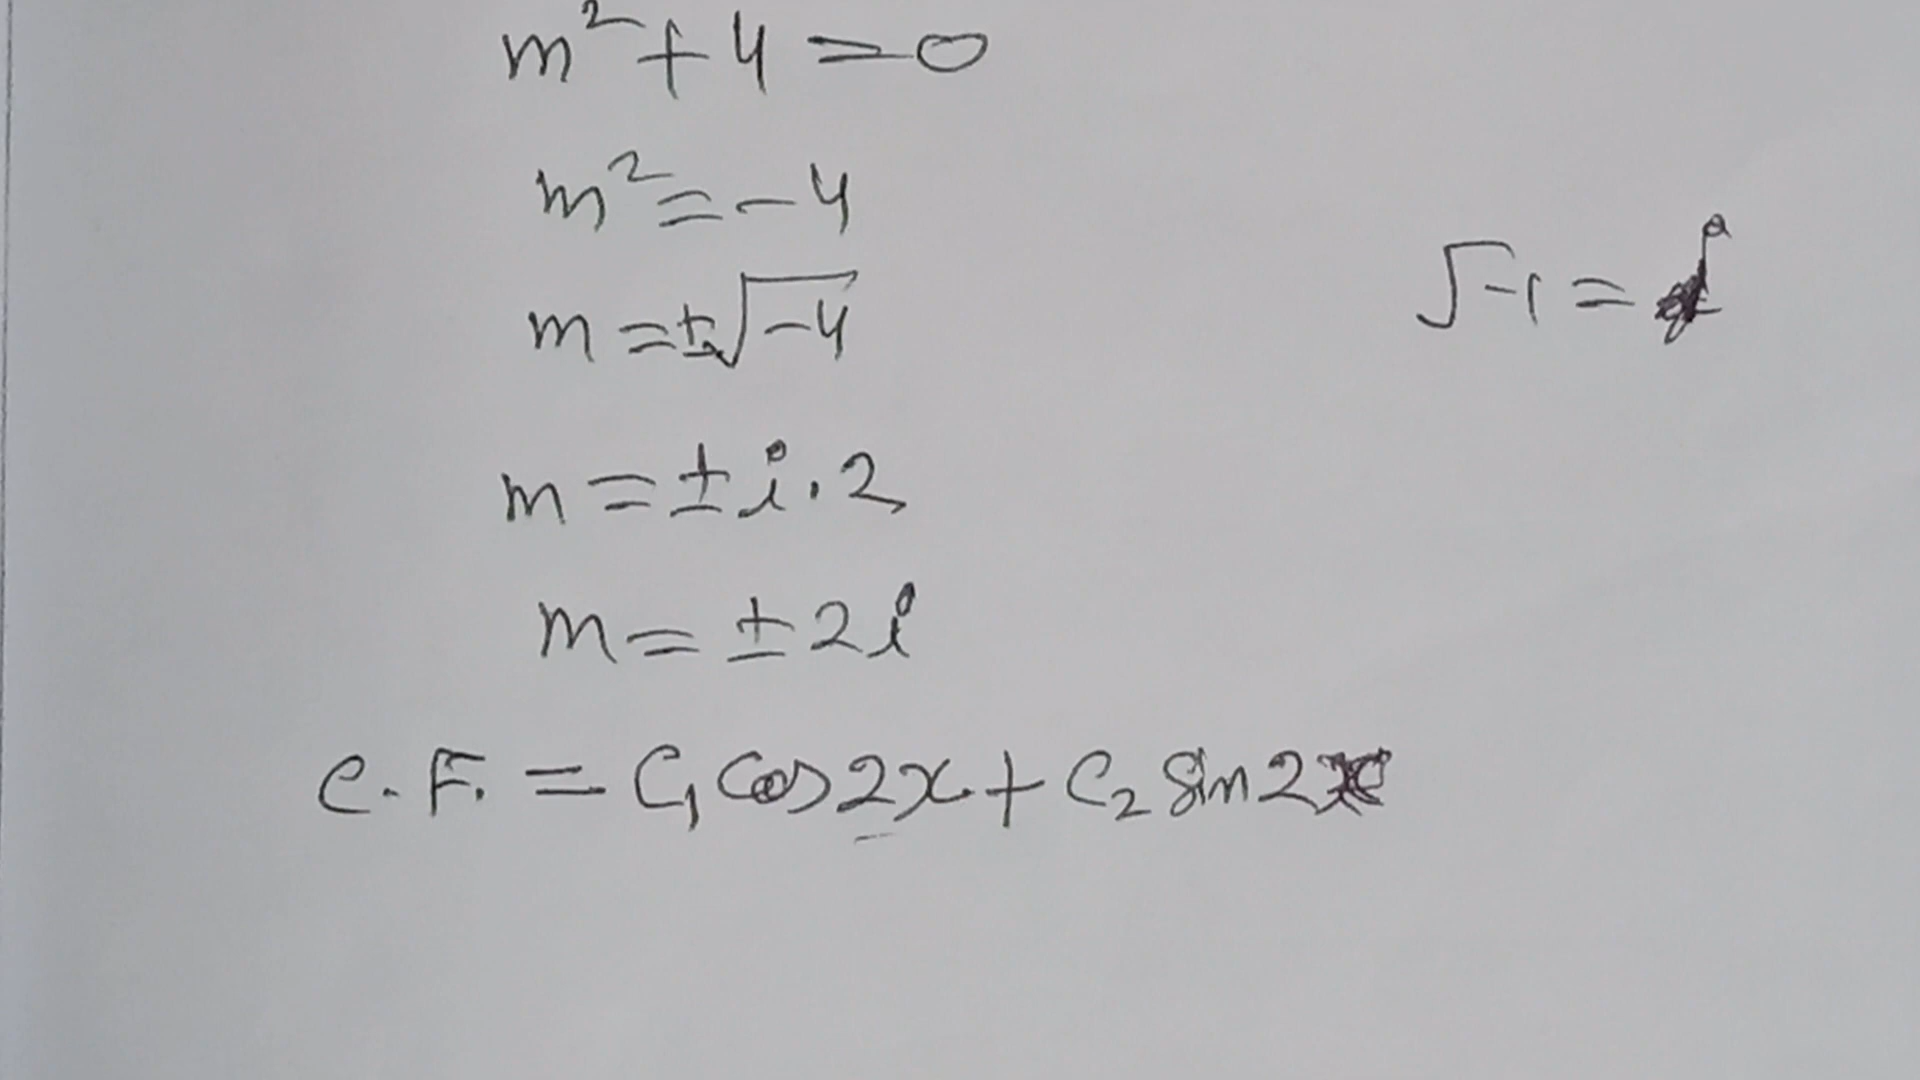 m² + 4 = 0
m² = -4
m = ±√-4
√-1 = i
m = ± i . 2
m = ± 2i
C.F. = C₁ Cos 2x + C₂ Sin 2x